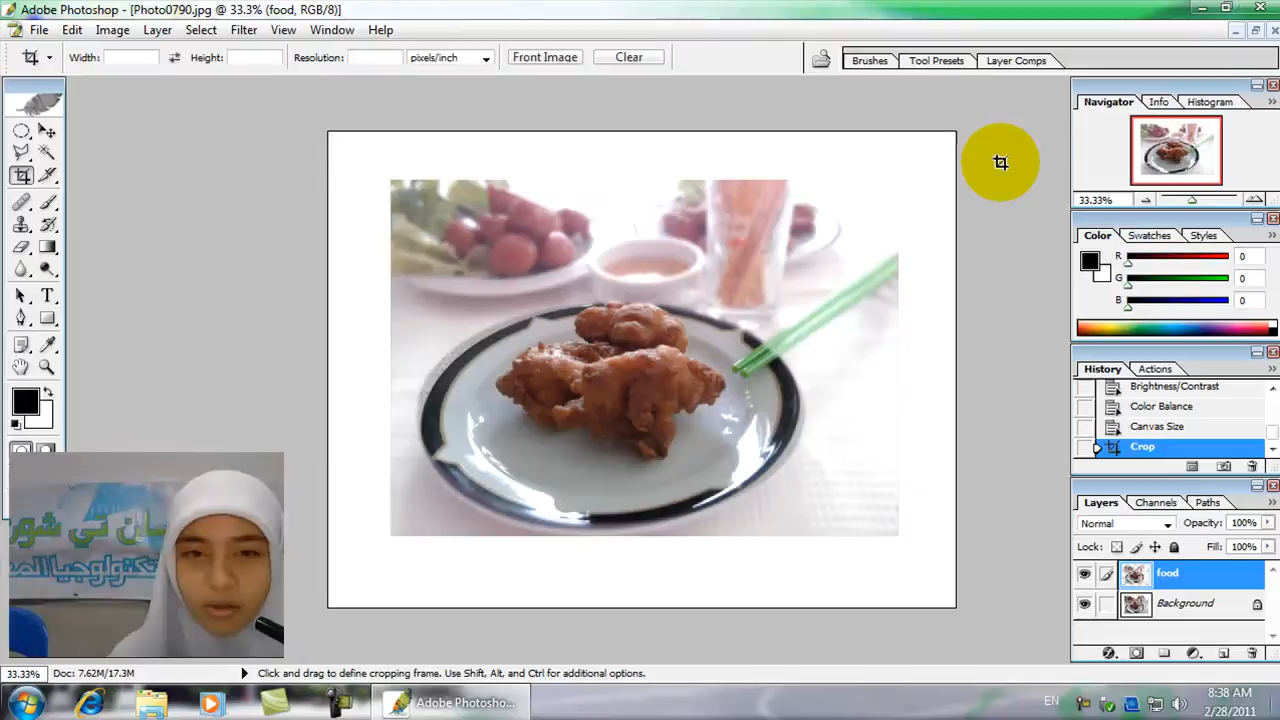 Adobe Photoshop - [Photo0790.jpg @ 33.3% (food, RGB/8)]
File Edit Image Layer Select Filter View Window Help
Width: Height: Resolution: pixels/inch Front Image Clear Brushes Tool Presets Layer Comps
Navigator Info Histogram
33.33%
Color Swatches Styles
R 0
G 0
B 0
History Actions
Brightness/Contrast
Color Balance
Canvas Size
Crop
Layers Channels Paths
Normal Opacity: 100%
Lock: Fill: 100%
food
Background
33.33% Doc: 7.62M/17.3M Click and drag to define cropping frame. Use Shift, Alt, and Ctrl for additional options.
Adobe Photosho...
EN
8:38 AM
2/28/2011